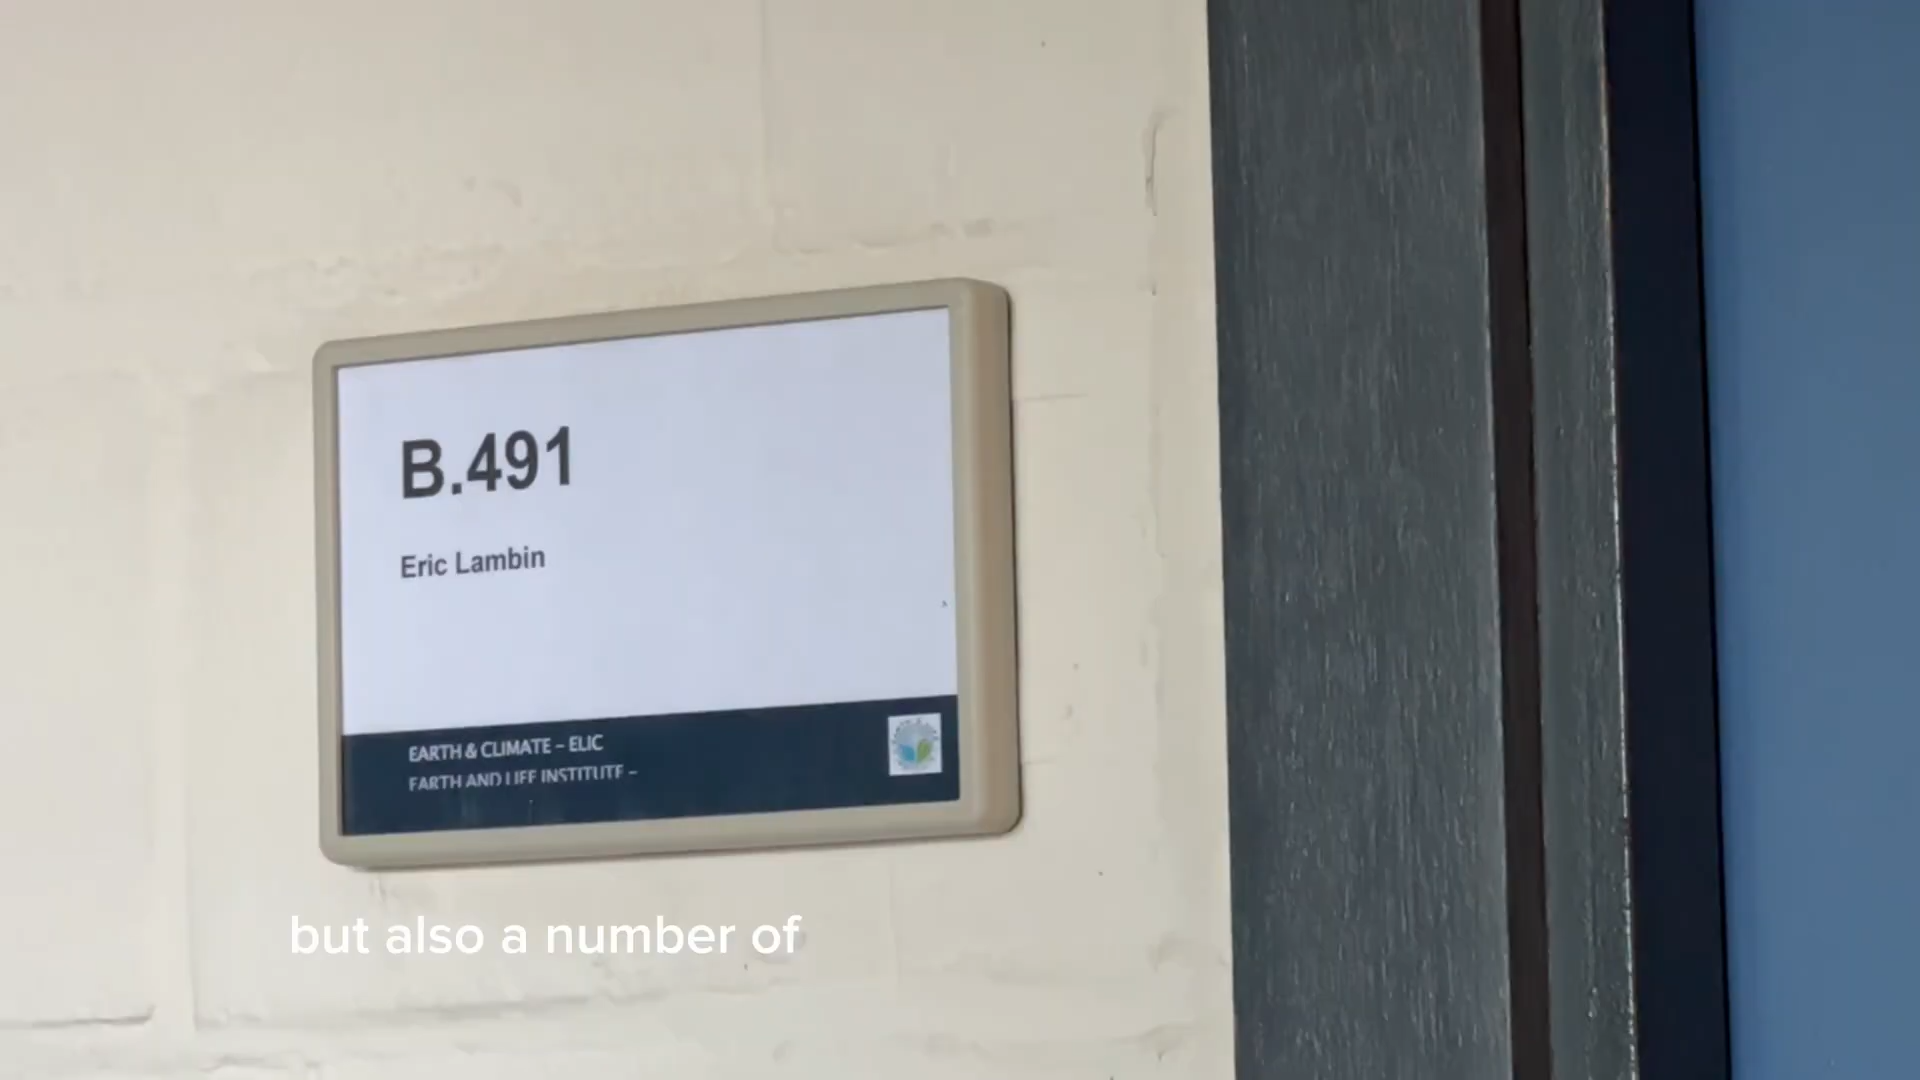 B.491
Eric Lambin
EARTH & CLIMATE – ELIC
EARTH AND LIFE INSTITUTE –
but also a number of